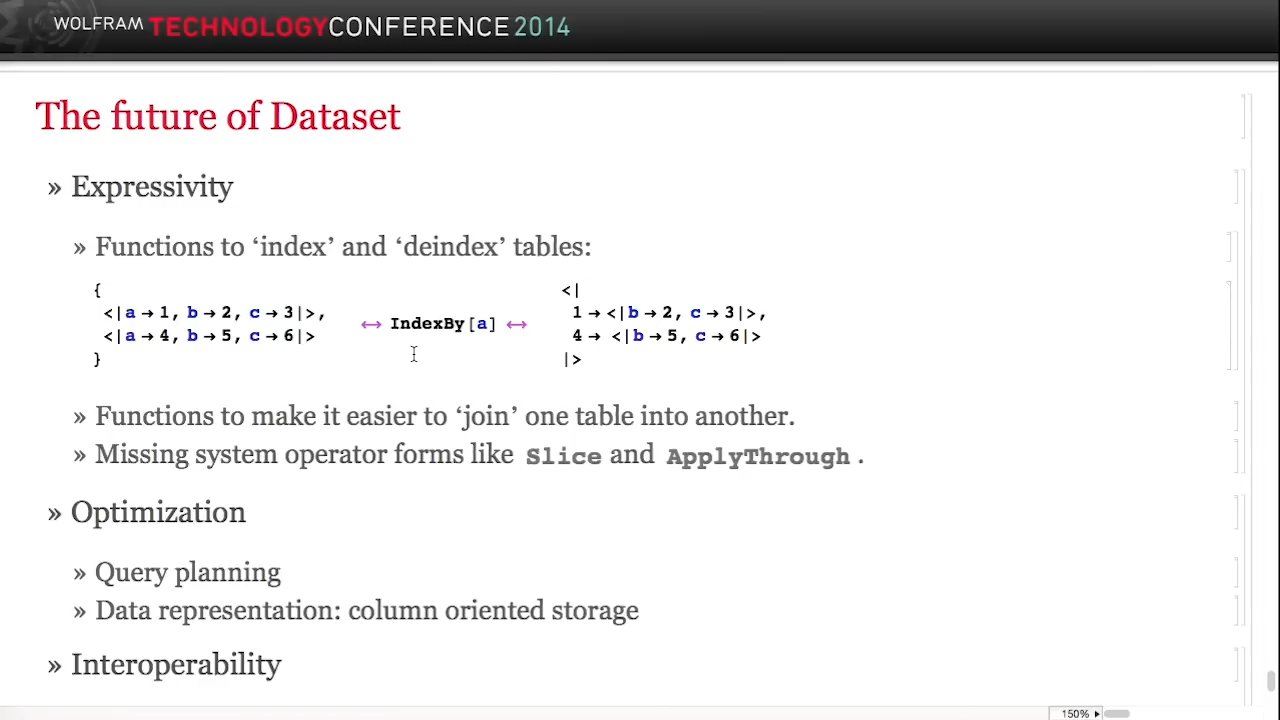 WOLFRAM TECHNOLOGYCONFERENCE 2014
The future of Dataset
» Expressivity
» Functions to ‘index’ and ‘deindex’ tables:
{ <|
<|a → 1, b → 2, c → 3|>, 1 → <|b → 2, c → 3|>,
↔ IndexBy[a] ↔
<|a → 4, b → 5, c → 6|> 4 → <|b → 5, c → 6|>
} |>
» Functions to make it easier to ‘join’ one table into another.
» Missing system operator forms like Slice and ApplyThrough .
» Optimization
» Query planning
» Data representation: column oriented storage
» Interoperability
150%